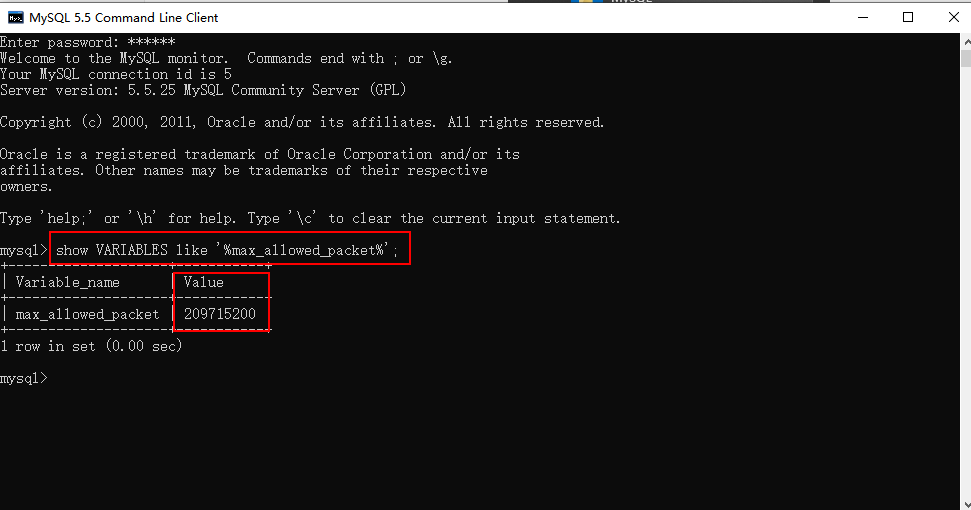 MySQL 5.5 Command Line Client
Enter password: ******
Welcome to the MySQL monitor.  Commands end with ; or \g.
Your MySQL connection id is 5
Server version: 5.5.25 MySQL Community Server (GPL)
Copyright (c) 2000, 2011, Oracle and/or its affiliates. All rights reserved.
Oracle is a registered trademark of Oracle Corporation and/or its
affiliates. Other names may be trademarks of their respective
owners.
Type 'help;' or '\h' for help. Type '\c' to clear the current input statement.
mysql> show VARIABLES like '%max_allowed_packet%';
+--------------------+-----------+
| Variable_name      | Value
+--------------------+-----------+
| max_allowed_packet | 209715200
+--------------------+-----------+
1 row in set (0.00 sec)
mysql>